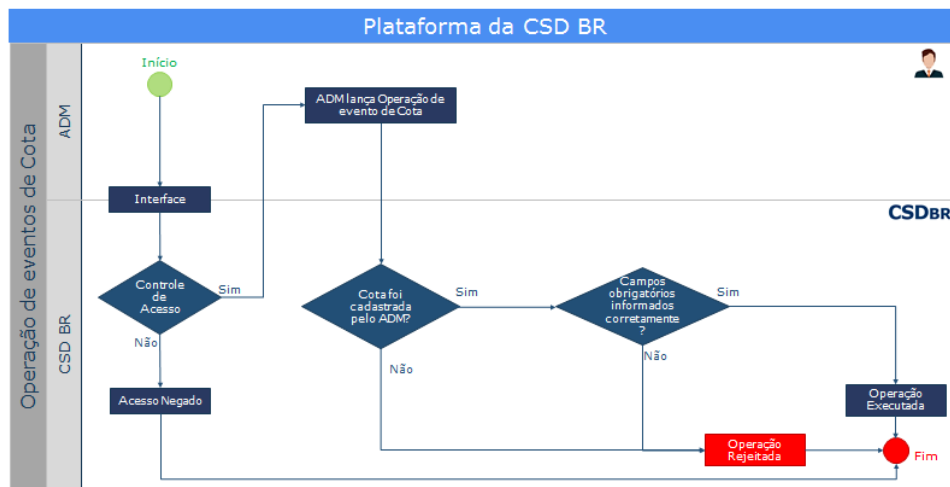 Plataforma da CSD BR
Operação de eventos de Cota
ADM
CSD BR
Início
ADM lança Operação de
evento de Cota
Interface
CSDBR
Controle
de
Acesso
Sim
Não
Cota foi
cadastrada
pelo ADM?
Sim
Não
Campos
obrigatórios
informados
corretamente
?
Sim
Não
Acesso Negado
Operação
Executada
Operação
Rejeitada
Fim